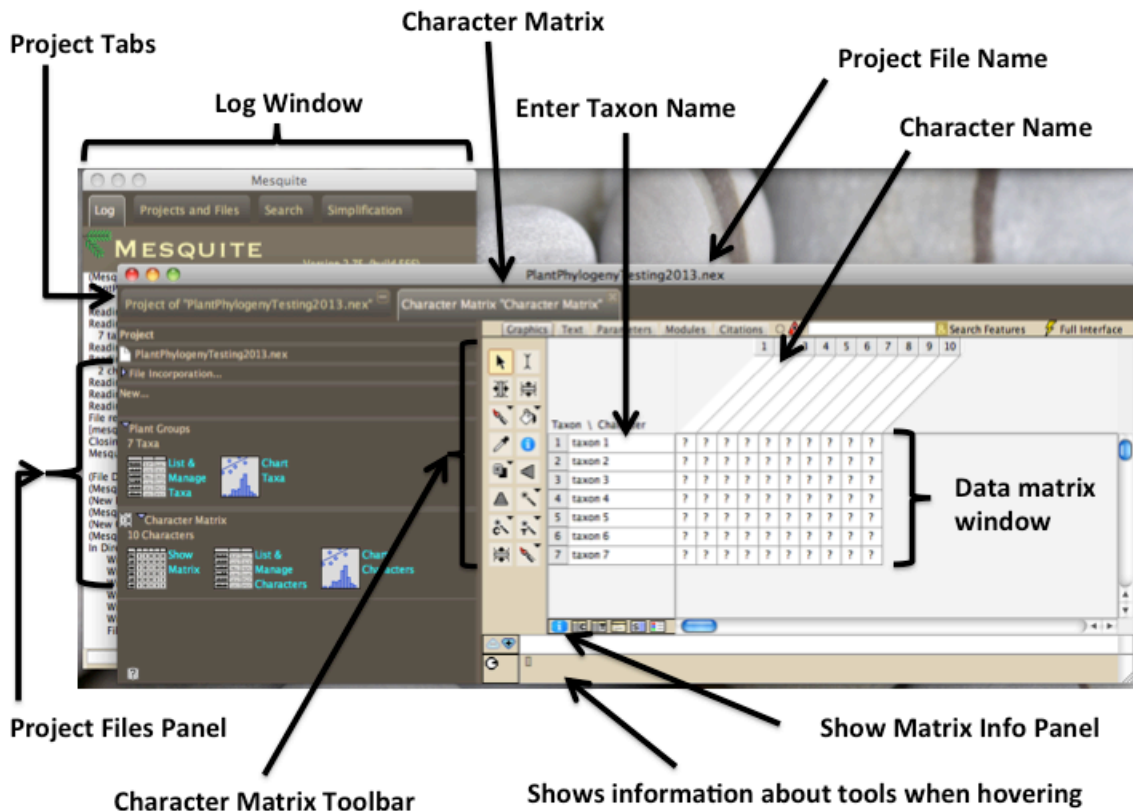 Character Matrix
Project Tabs
Project File Name
Log Window
Enter Taxon Name
Character Name
Mesquite
Log Projects and Files Search Simplification
MESQUITE
PlantPhylogenyTesting2013.nex
Project of "PlantPhylogenyTesting2013.nex"
Character Matrix "Character Matrix"
Graphics Text Parameters Modules Citations
Search Features Full Interface
Project
PlantPhylogenyTesting2013.nex
File Incorporation...
New...
Plant Groups
7 Taxa
List &
Manage
Taxa
Chart
Taxa
Character Matrix
10 Characters
Show
Matrix
List &
Manage
Characters
Chart
Characters
1 3 4 5 6 7 8 9 10
Taxon \ Character
1 taxon 1 ? ? ? ? ? ? ? ? ? ?
2 taxon 2 ? ? ? ? ? ? ? ? ? ?
3 taxon 3 ? ? ? ? ? ? ? ? ? ?
4 taxon 4 ? ? ? ? ? ? ? ? ? ?
5 taxon 5 ? ? ? ? ? ? ? ? ? ?
6 taxon 6 ? ? ? ? ? ? ? ? ? ?
7 taxon 7 ? ? ? ? ? ? ? ? ? ?
Data matrix
window
Project Files Panel
Show Matrix Info Panel
Character Matrix Toolbar
Shows information about tools when hovering